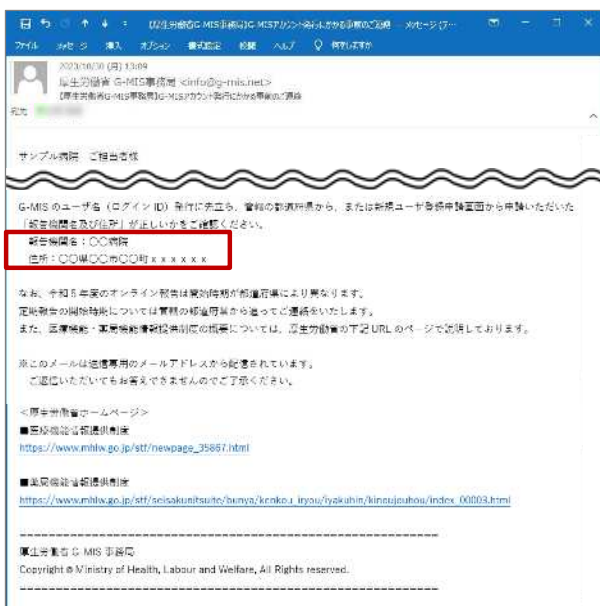 【厚生労働省G-MIS事務局】G-MISアカウント発行にかかる事前のご連絡 - メッセージ (テ…
ファイル メッセージ 挿入 オプション 書式設定 校閲 ヘルプ 何をしますか
2023/10/30 (月) 13:09
厚生労働省 G-MIS事務局 <info@g-mis.net>
【厚生労働省G-MIS事務局】G-MISアカウント発行にかかる事前のご連絡
宛先
サンプル病院 ご担当者様
G-MIS のユーザ名（ログイン ID）発行に先立ち、管轄の都道府県から、または新規ユーザ登録申請画面から申請いただいた
「報告機関名及び住所」が正しいかをご確認ください。
報告機関名：〇〇病院
住所：〇〇県〇〇市〇〇町ｘｘｘｘｘｘ
なお、令和５年度のオンライン報告は開始時期が都道府県により異なります。
定期報告の開始時期については管轄の都道府県から追ってご連絡をいたします。
また、医療機能・薬局機能情報提供制度の概要については、厚生労働省の下記 URL のページで説明しております。
※このメールは送信専用のメールアドレスから配信されています。
ご返信いただいてもお答えできませんのでご了承ください。
＜厚生労働省ホームページ＞
■医療機能情報提供制度
https://www.mhlw.go.jp/stf/newpage_35867.html
■薬局機能情報提供制度
https://www.mhlw.go.jp/stf/seisakunitsuite/bunya/kenkou_iryou/iyakuhin/kinoujouhou/index_00003.html
厚生労働省 G-MIS 事務局
Copyright © Ministry of Health, Labour and Welfare, All Rights reserved.